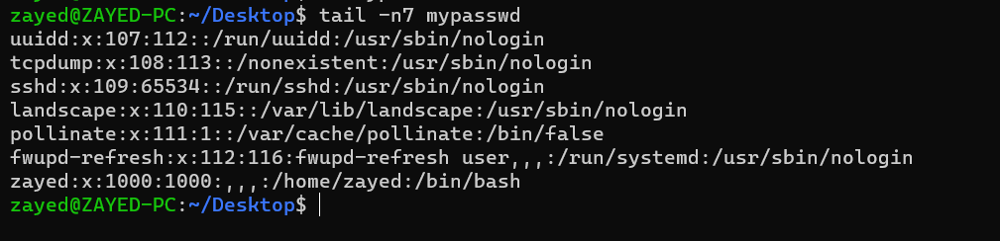 zayed@ZAYED-PC:~/Desktop$ tail -n7 mypasswd
uuidd:x:107:112::/run/uuidd:/usr/sbin/nologin
tcpdump:x:108:113::/nonexistent:/usr/sbin/nologin
sshd:x:109:65534::/run/sshd:/usr/sbin/nologin
landscape:x:110:115::/var/lib/landscape:/usr/sbin/nologin
pollinate:x:111:1::/var/cache/pollinate:/bin/false
fwupd-refresh:x:112:116:fwupd-refresh user,,,:/run/systemd:/usr/sbin/nologin
zayed:x:1000:1000:,,,:/home/zayed:/bin/bash
zayed@ZAYED-PC:~/Desktop$